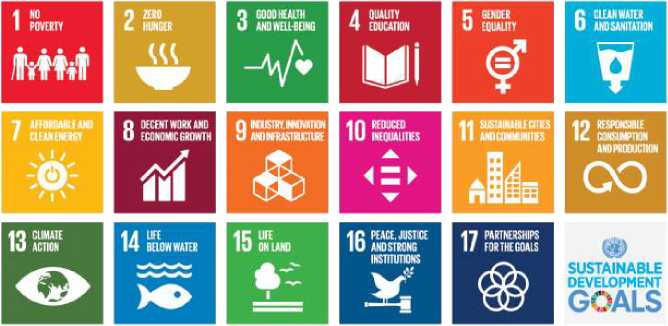 1 NO
POVERTY
2 ZERO
HUNGER
3 GOOD HEALTH
AND WELL-BEING
4 QUALITY
EDUCATION
5 GENDER
EQUALITY
6 CLEAN WATER
AND SANITATION
7 AFFORDABLE AND
CLEAN ENERGY
8 DECENT WORK AND
ECONOMIC GROWTH
9 INDUSTRY, INNOVATION
AND INFRASTRUCTURE
10 REDUCED
INEQUALITIES
11 SUSTAINABLE CITIES
AND COMMUNITIES
12 RESPONSIBLE
CONSUMPTION
AND PRODUCTION
13 CLIMATE
ACTION
14 LIFE
BELOW WATER
15 LIFE
ON LAND
16 PEACE, JUSTICE
AND STRONG
INSTITUTIONS
17 PARTNERSHIPS
FOR THE GOALS
SUSTAINABLE
DEVELOPMENT
GOALS